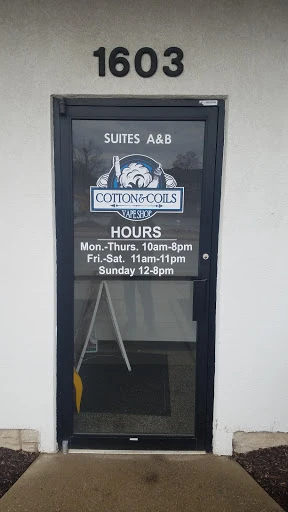 1603
SUITES A&B
COTTON & COILS
VAPE SHOP
HOURS
Mon.-Thurs. 10am-8pm
Fri.-Sat. 11am-11pm
Sunday 12-8pm